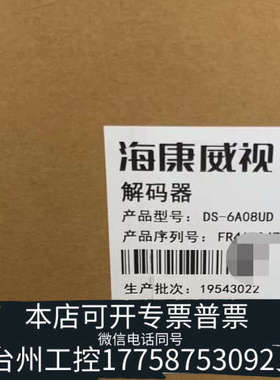 海康威视
解码器
产品型号: DS-6A08UD
产品序列号:
生产批次: 19543022
本店可开专票普票
微信电话同号
台州工控17758753092